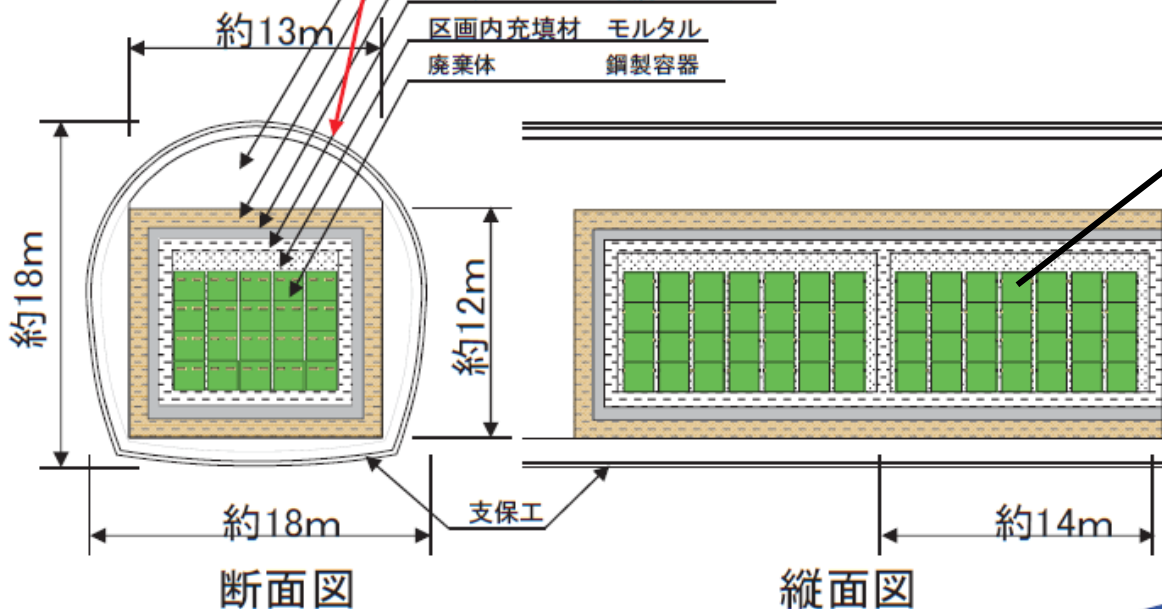 約13m
区画内充填材 モルタル
廃棄体 鋼製容器
約18m
約12m
支保工
約18m
約14m
断面図
縦面図